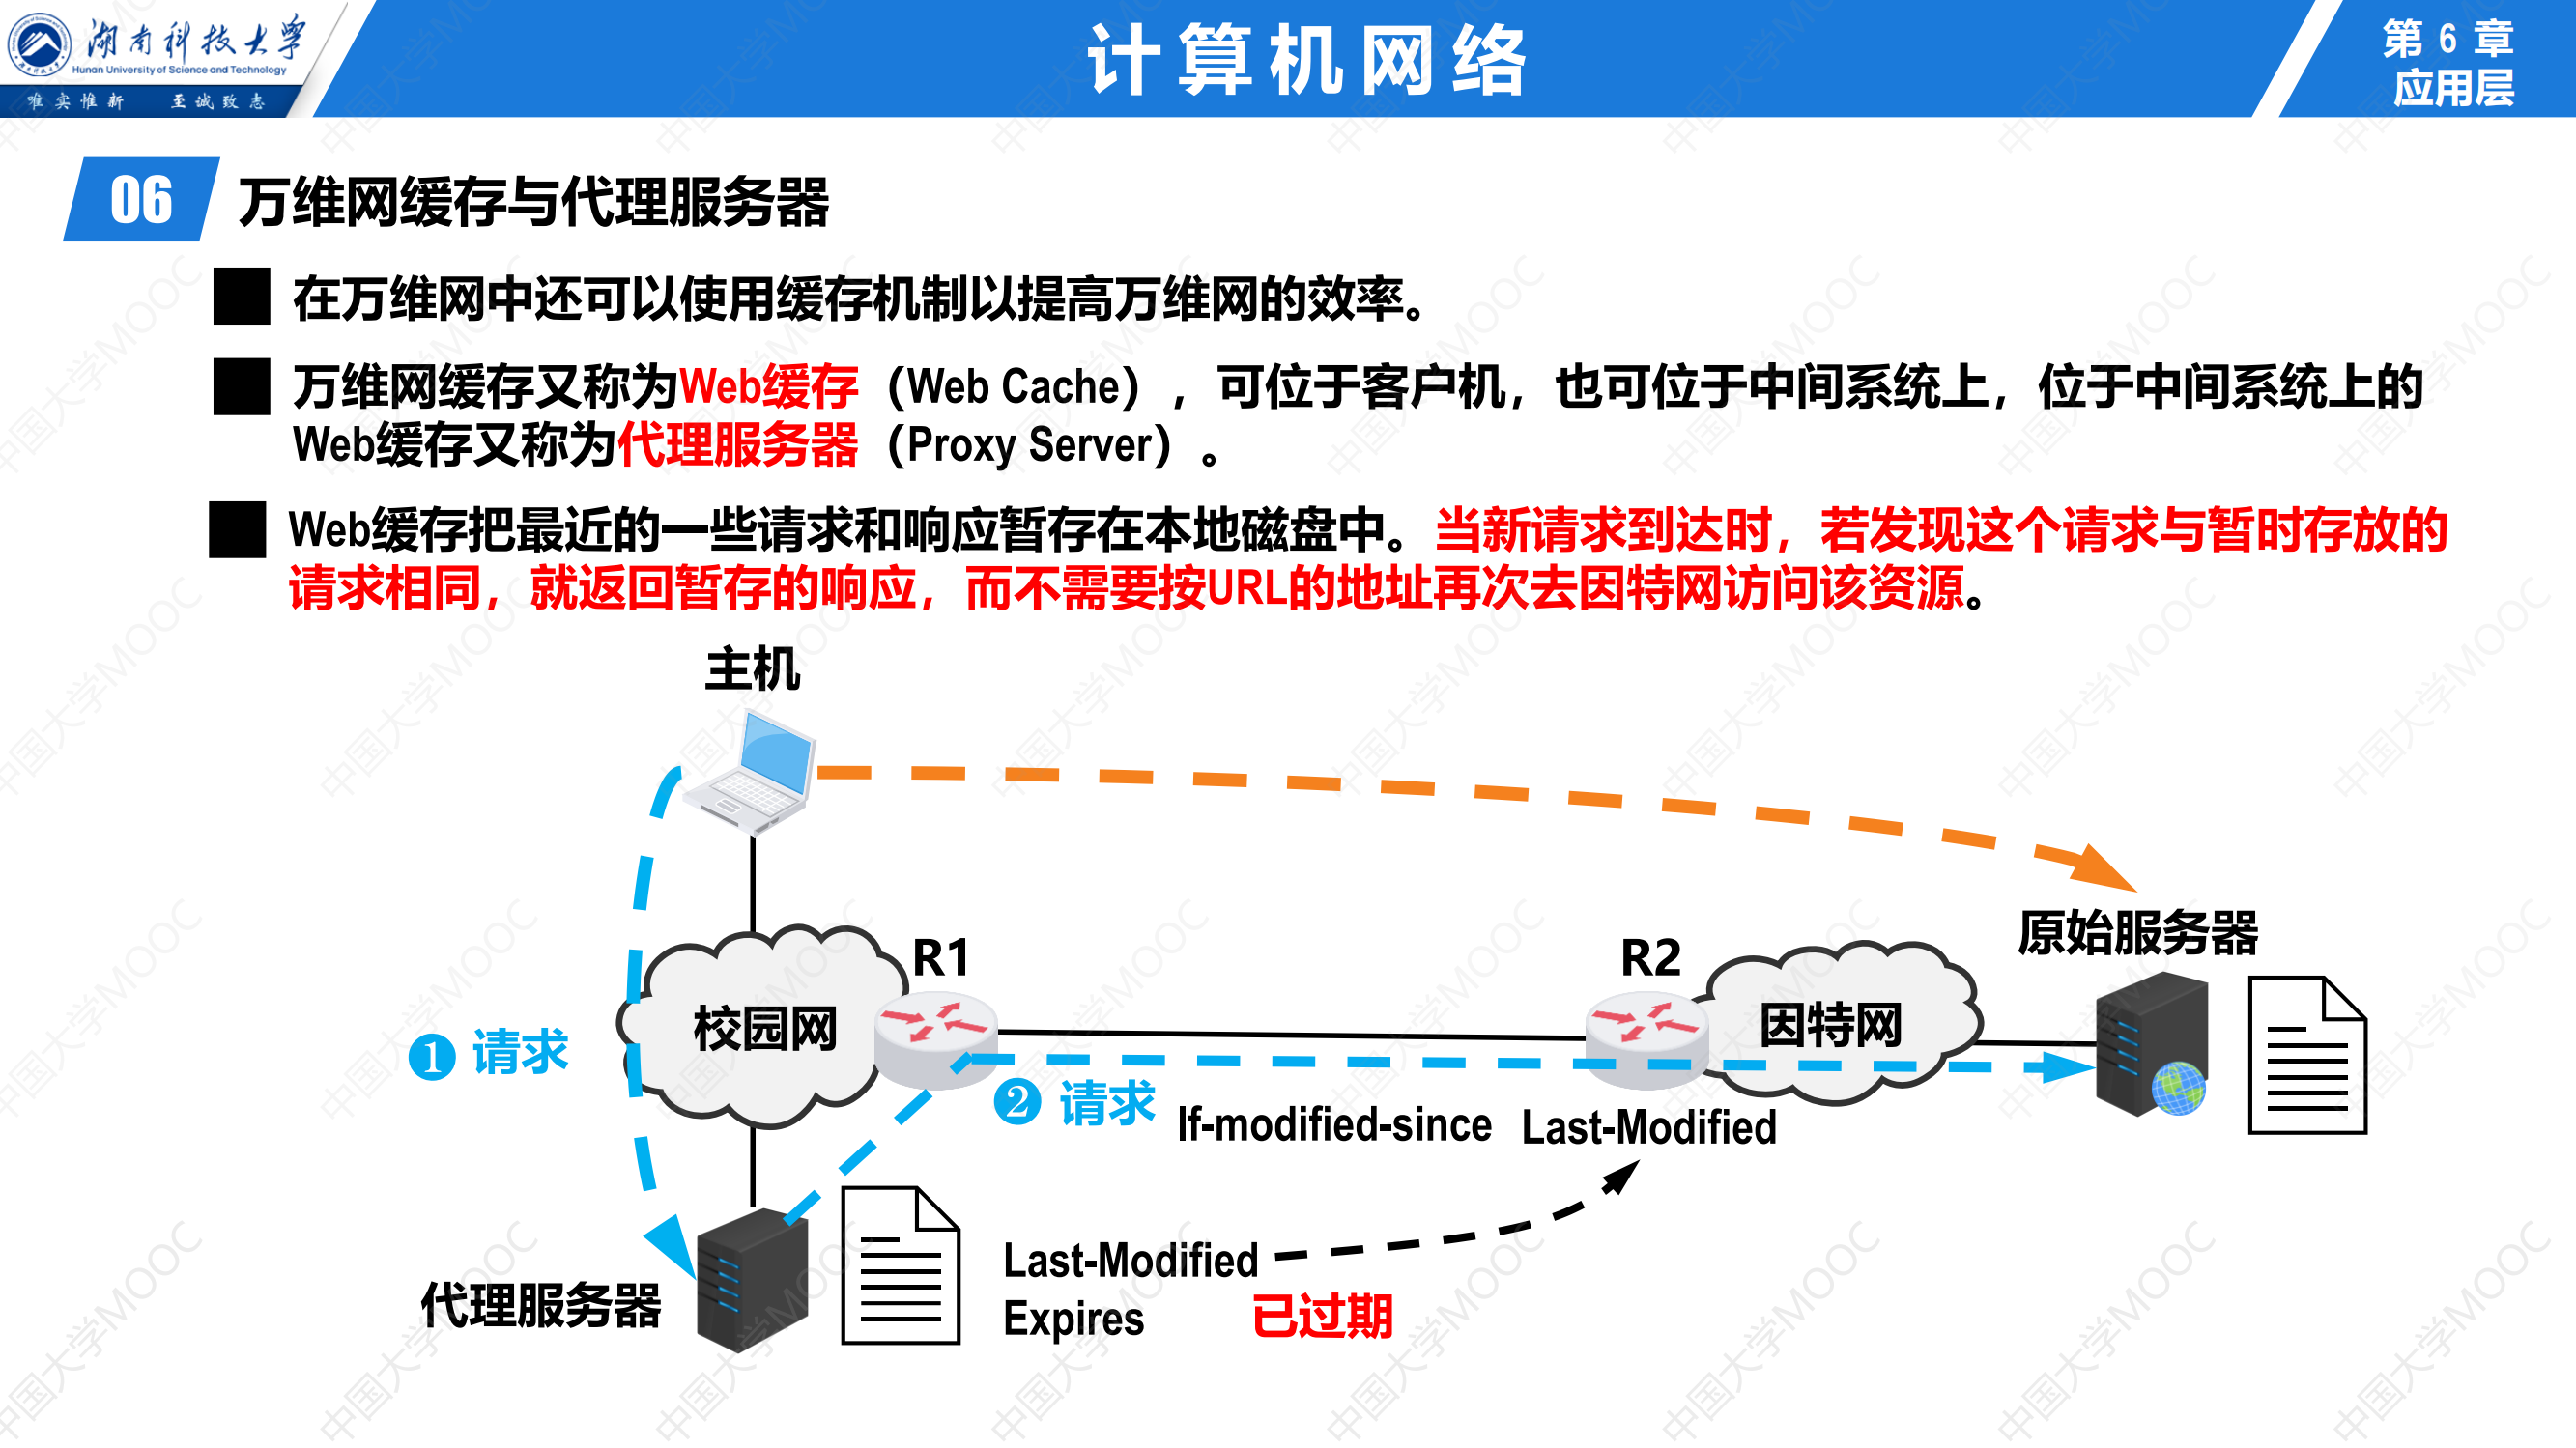 湖南科技大学
Hunan University of Science and Technology
唯实惟新 至诚致志
计算机网络
第 6 章
应用层
06 万维网缓存与代理服务器
在万维网中还可以使用缓存机制以提高万维网的效率。
万维网缓存又称为Web缓存（Web Cache），可位于客户机，也可位于中间系统上，位于中间系统上的
Web缓存又称为代理服务器（Proxy Server）。
Web缓存把最近的一些请求和响应暂存在本地磁盘中。当新请求到达时，若发现这个请求与暂时存放的
请求相同，就返回暂存的响应，而不需要按URL的地址再次去因特网访问该资源。
主机
原始服务器
R1
R2
校园网
因特网
❶ 请求
❷ 请求
If-modified-since Last-Modified
Last-Modified
代理服务器
Expires 已过期
中国大学MOOC